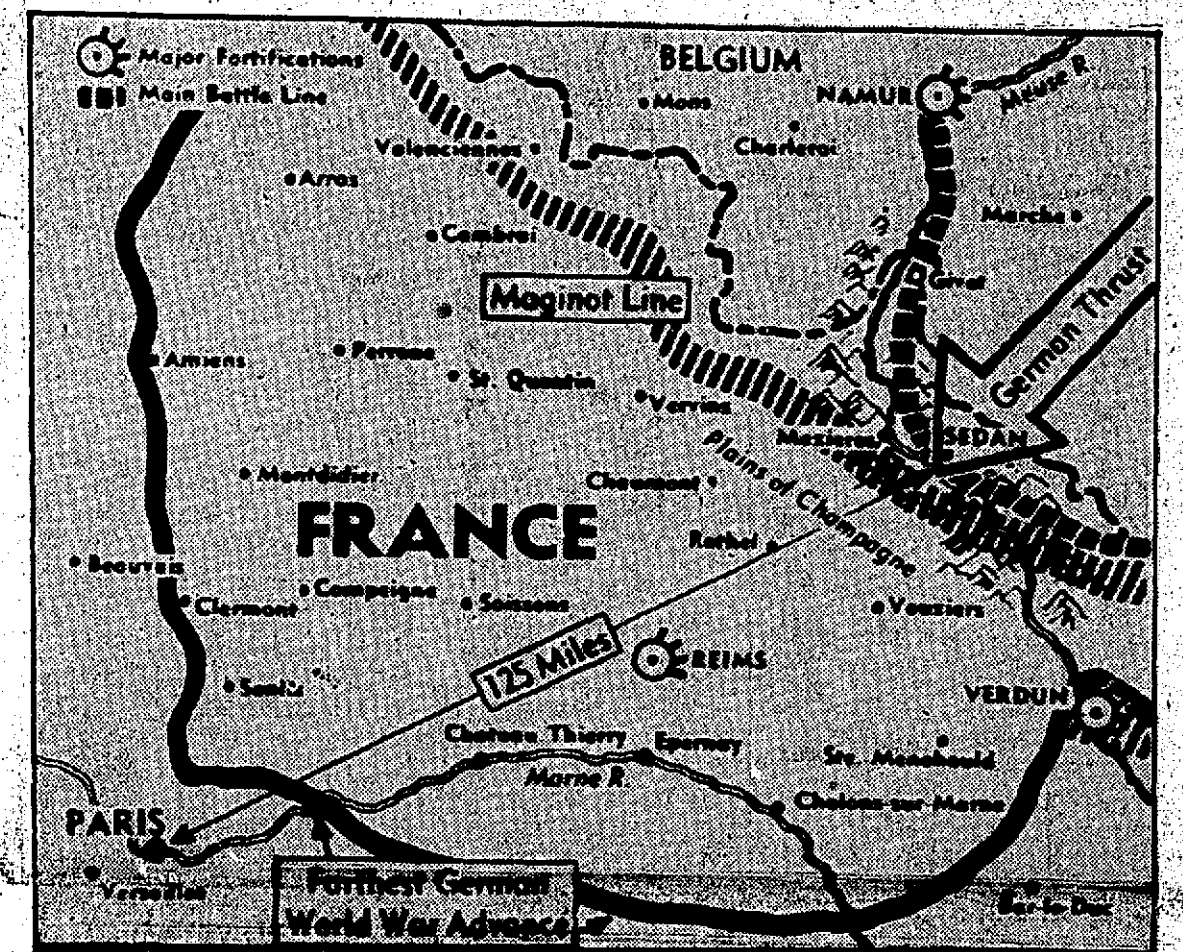 Major Fortifications
Main Battle Line
BELGIUM
Mons
NAMUR
Meuse R.
Charleroi
Valenciennes
Arras
Marche
Cambrai
Givet
Maginot Line
German Thrust
Amiens
Perrone
St. Quentin
Vervins
Mezieres
SEDAN
Plains of Champagne
Montdidier
Chaumont
FRANCE
Rethel
Beauvais
Clermont
Compeigne
Soissons
Vouziers
125 Miles
REIMS
Senlis
VERDUN
Chateau Thierry
Epernay
Marne R.
Ste. Menehould
Chalons-sur-Marne
PARIS
Versailles
Farthest German
World War Advance
Bar-le-Duc